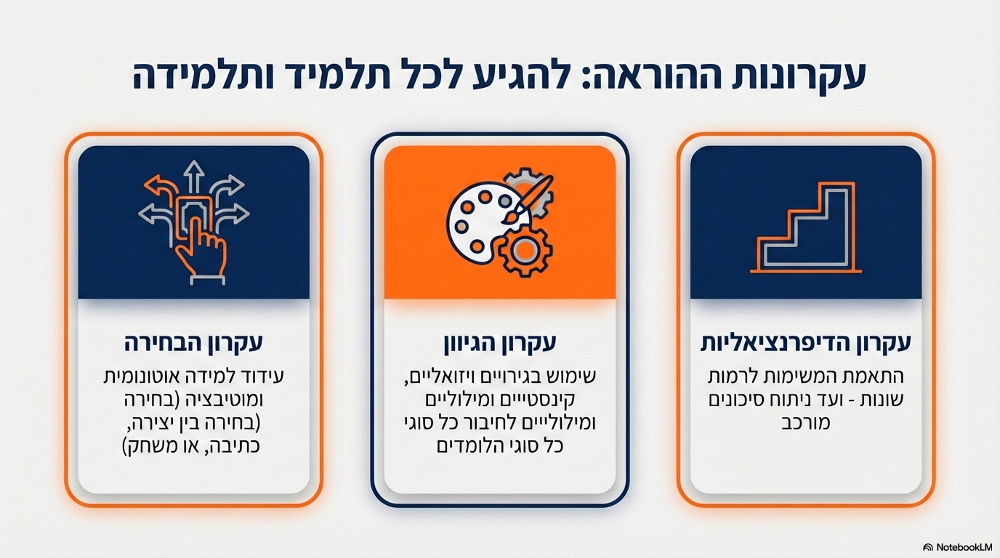 עקרונות ההוראה: להגיע לכל תלמיד ותלמידה
עקרון הדיפרנציאליות
התאמת המשימות לרמות
שונות - ועד ניתוח סיכונים
מורכב
עקרון הגיוון
שימוש בגירויים ויזואליים,
קינסטייים ומילוליים
ומילולייים לחיבור כל סוגי
כל סוגי הלומדים
עקרון הבחירה
עידוד למידה אוטונומית
ומוטיבציה (בחירה
(בחירה בין יצירה,
כתיבה, או משחק)
NotebookLM